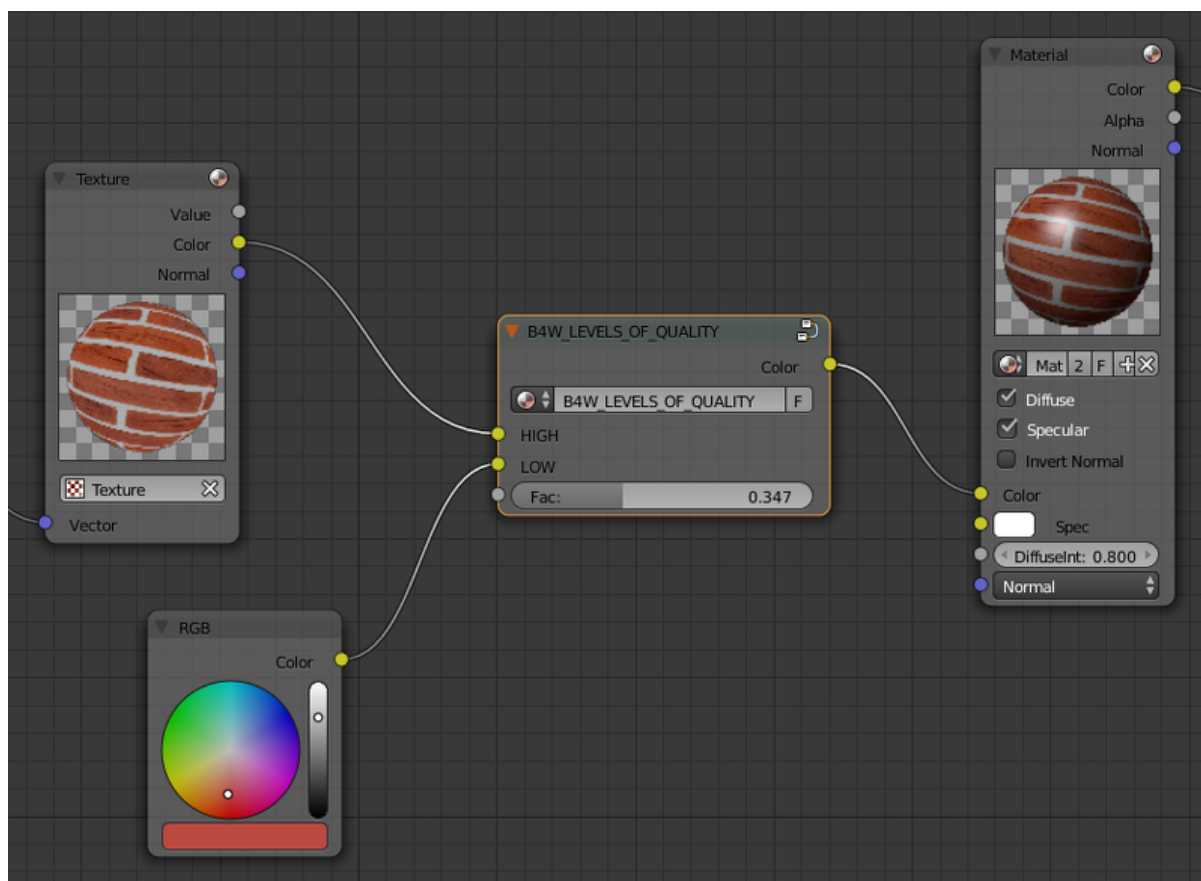 Texture
Value
Color
Normal
Texture
Vector
RGB
Color
B4W_LEVELS_OF_QUALITY
Color
B4W_LEVELS_OF_QUALITY F
HIGH
LOW
Fac: 0.347
Material
Color
Alpha
Normal
Mat 2 F
Diffuse
Specular
Invert Normal
Color
Spec
DiffuseInt: 0.800
Normal